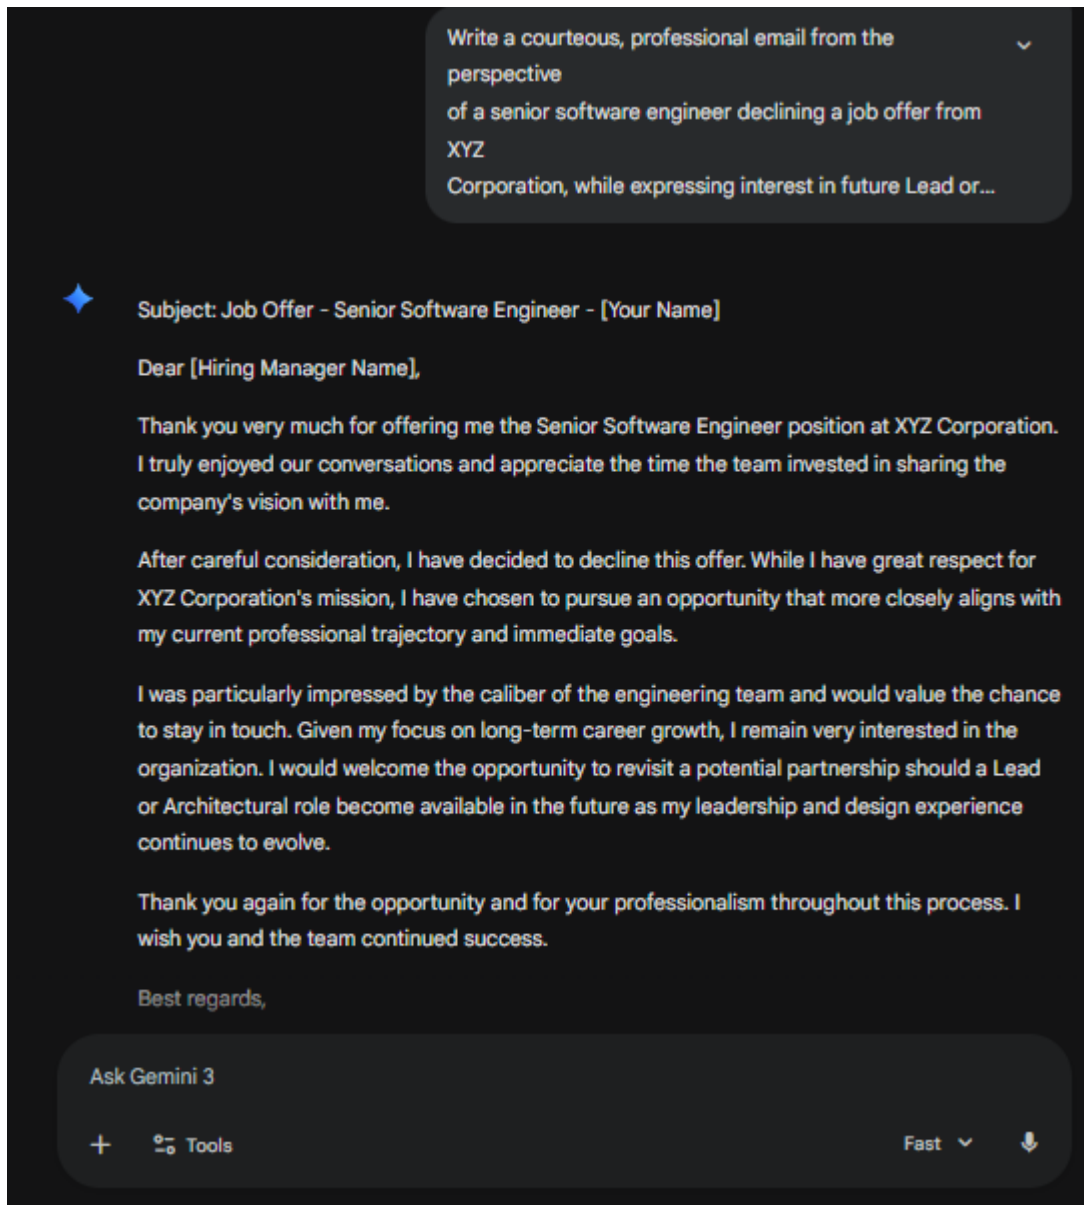 Write a courteous, professional email from the
perspective
of a senior software engineer declining a job offer from
XYZ
Corporation, while expressing interest in future Lead or...
Subject: Job Offer - Senior Software Engineer - [Your Name]
Dear [Hiring Manager Name],
Thank you very much for offering me the Senior Software Engineer position at XYZ Corporation.
I truly enjoyed our conversations and appreciate the time the team invested in sharing the
company's vision with me.
After careful consideration, I have decided to decline this offer. While I have great respect for
XYZ Corporation's mission, I have chosen to pursue an opportunity that more closely aligns with
my current professional trajectory and immediate goals.
I was particularly impressed by the caliber of the engineering team and would value the chance
to stay in touch. Given my focus on long-term career growth, I remain very interested in the
organization. I would welcome the opportunity to revisit a potential partnership should a Lead
or Architectural role become available in the future as my leadership and design experience
continues to evolve.
Thank you again for the opportunity and for your professionalism throughout this process. I
wish you and the team continued success.
Best regards,
Ask Gemini 3
Tools
Fast